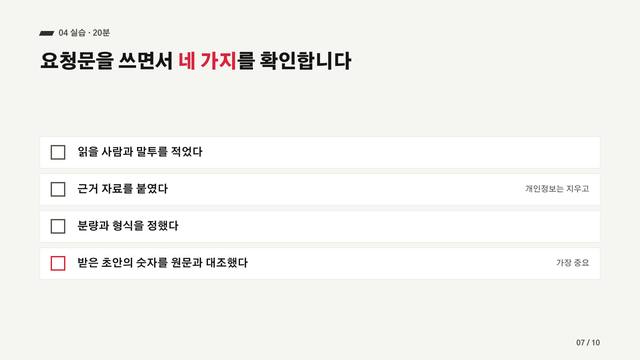 04 실습 · 20분
요청문을 쓰면서 네 가지를 확인합니다
읽을 사람과 말투를 적었다
근거 자료를 붙였다
개인정보는 지우고
분량과 형식을 정했다
받은 초안의 숫자를 원문과 대조했다
가장 중요
07 / 10